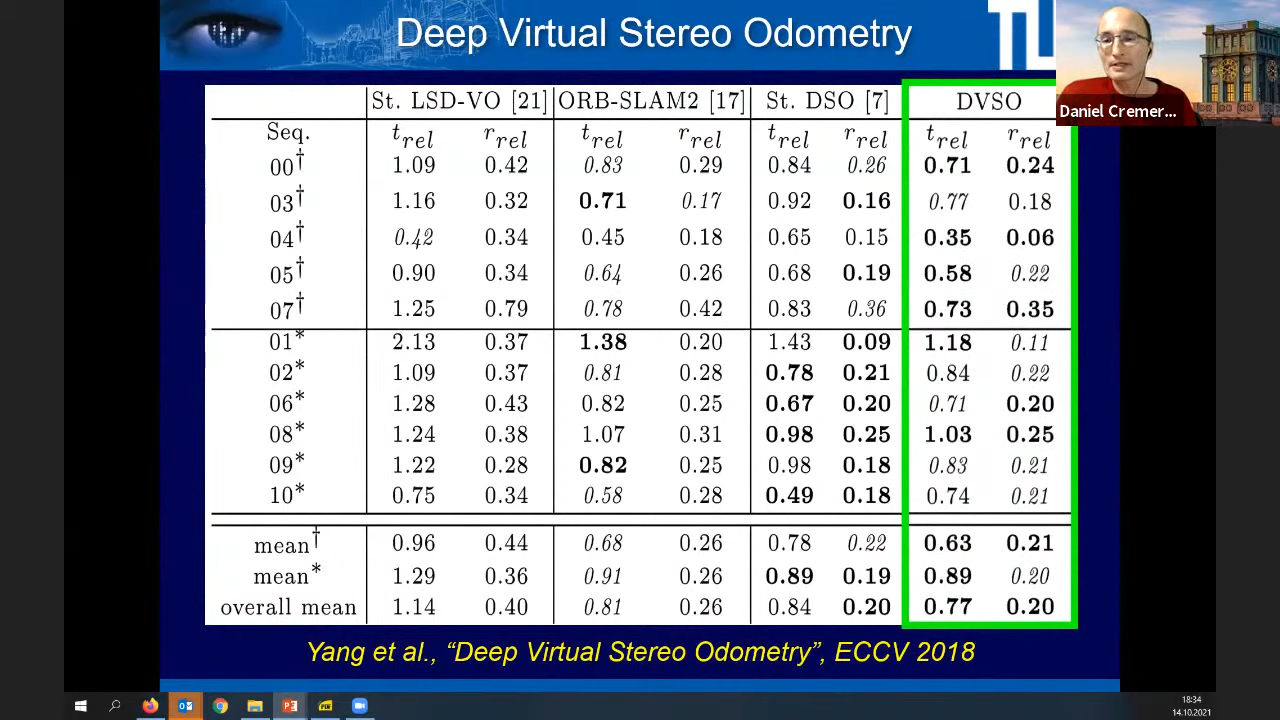 Deep Virtual Stereo Odometry
TU
Daniel Cremer...
St. LSD-VO [21] ORB-SLAM2 [17] St. DSO [7] DVSO
Seq. t_rel r_rel t_rel r_rel t_rel r_rel t_rel r_rel
00† 1.09 0.42 0.83 0.29 0.84 0.26 0.71 0.24
03† 1.16 0.32 0.71 0.17 0.92 0.16 0.77 0.18
04† 0.42 0.34 0.45 0.18 0.65 0.15 0.35 0.06
05† 0.90 0.34 0.64 0.26 0.68 0.19 0.58 0.22
07† 1.25 0.79 0.78 0.42 0.83 0.36 0.73 0.35
01* 2.13 0.37 1.38 0.20 1.43 0.09 1.18 0.11
02* 1.09 0.37 0.81 0.28 0.78 0.21 0.84 0.22
06* 1.28 0.43 0.82 0.25 0.67 0.20 0.71 0.20
08* 1.24 0.38 1.07 0.31 0.98 0.25 1.03 0.25
09* 1.22 0.28 0.82 0.25 0.98 0.18 0.83 0.21
10* 0.75 0.34 0.58 0.28 0.49 0.18 0.74 0.21
mean† 0.96 0.44 0.68 0.26 0.78 0.22 0.63 0.21
mean* 1.29 0.36 0.91 0.26 0.89 0.19 0.89 0.20
overall mean 1.14 0.40 0.81 0.26 0.84 0.20 0.77 0.20
Yang et al., “Deep Virtual Stereo Odometry”, ECCV 2018
18:34
14.10.2021